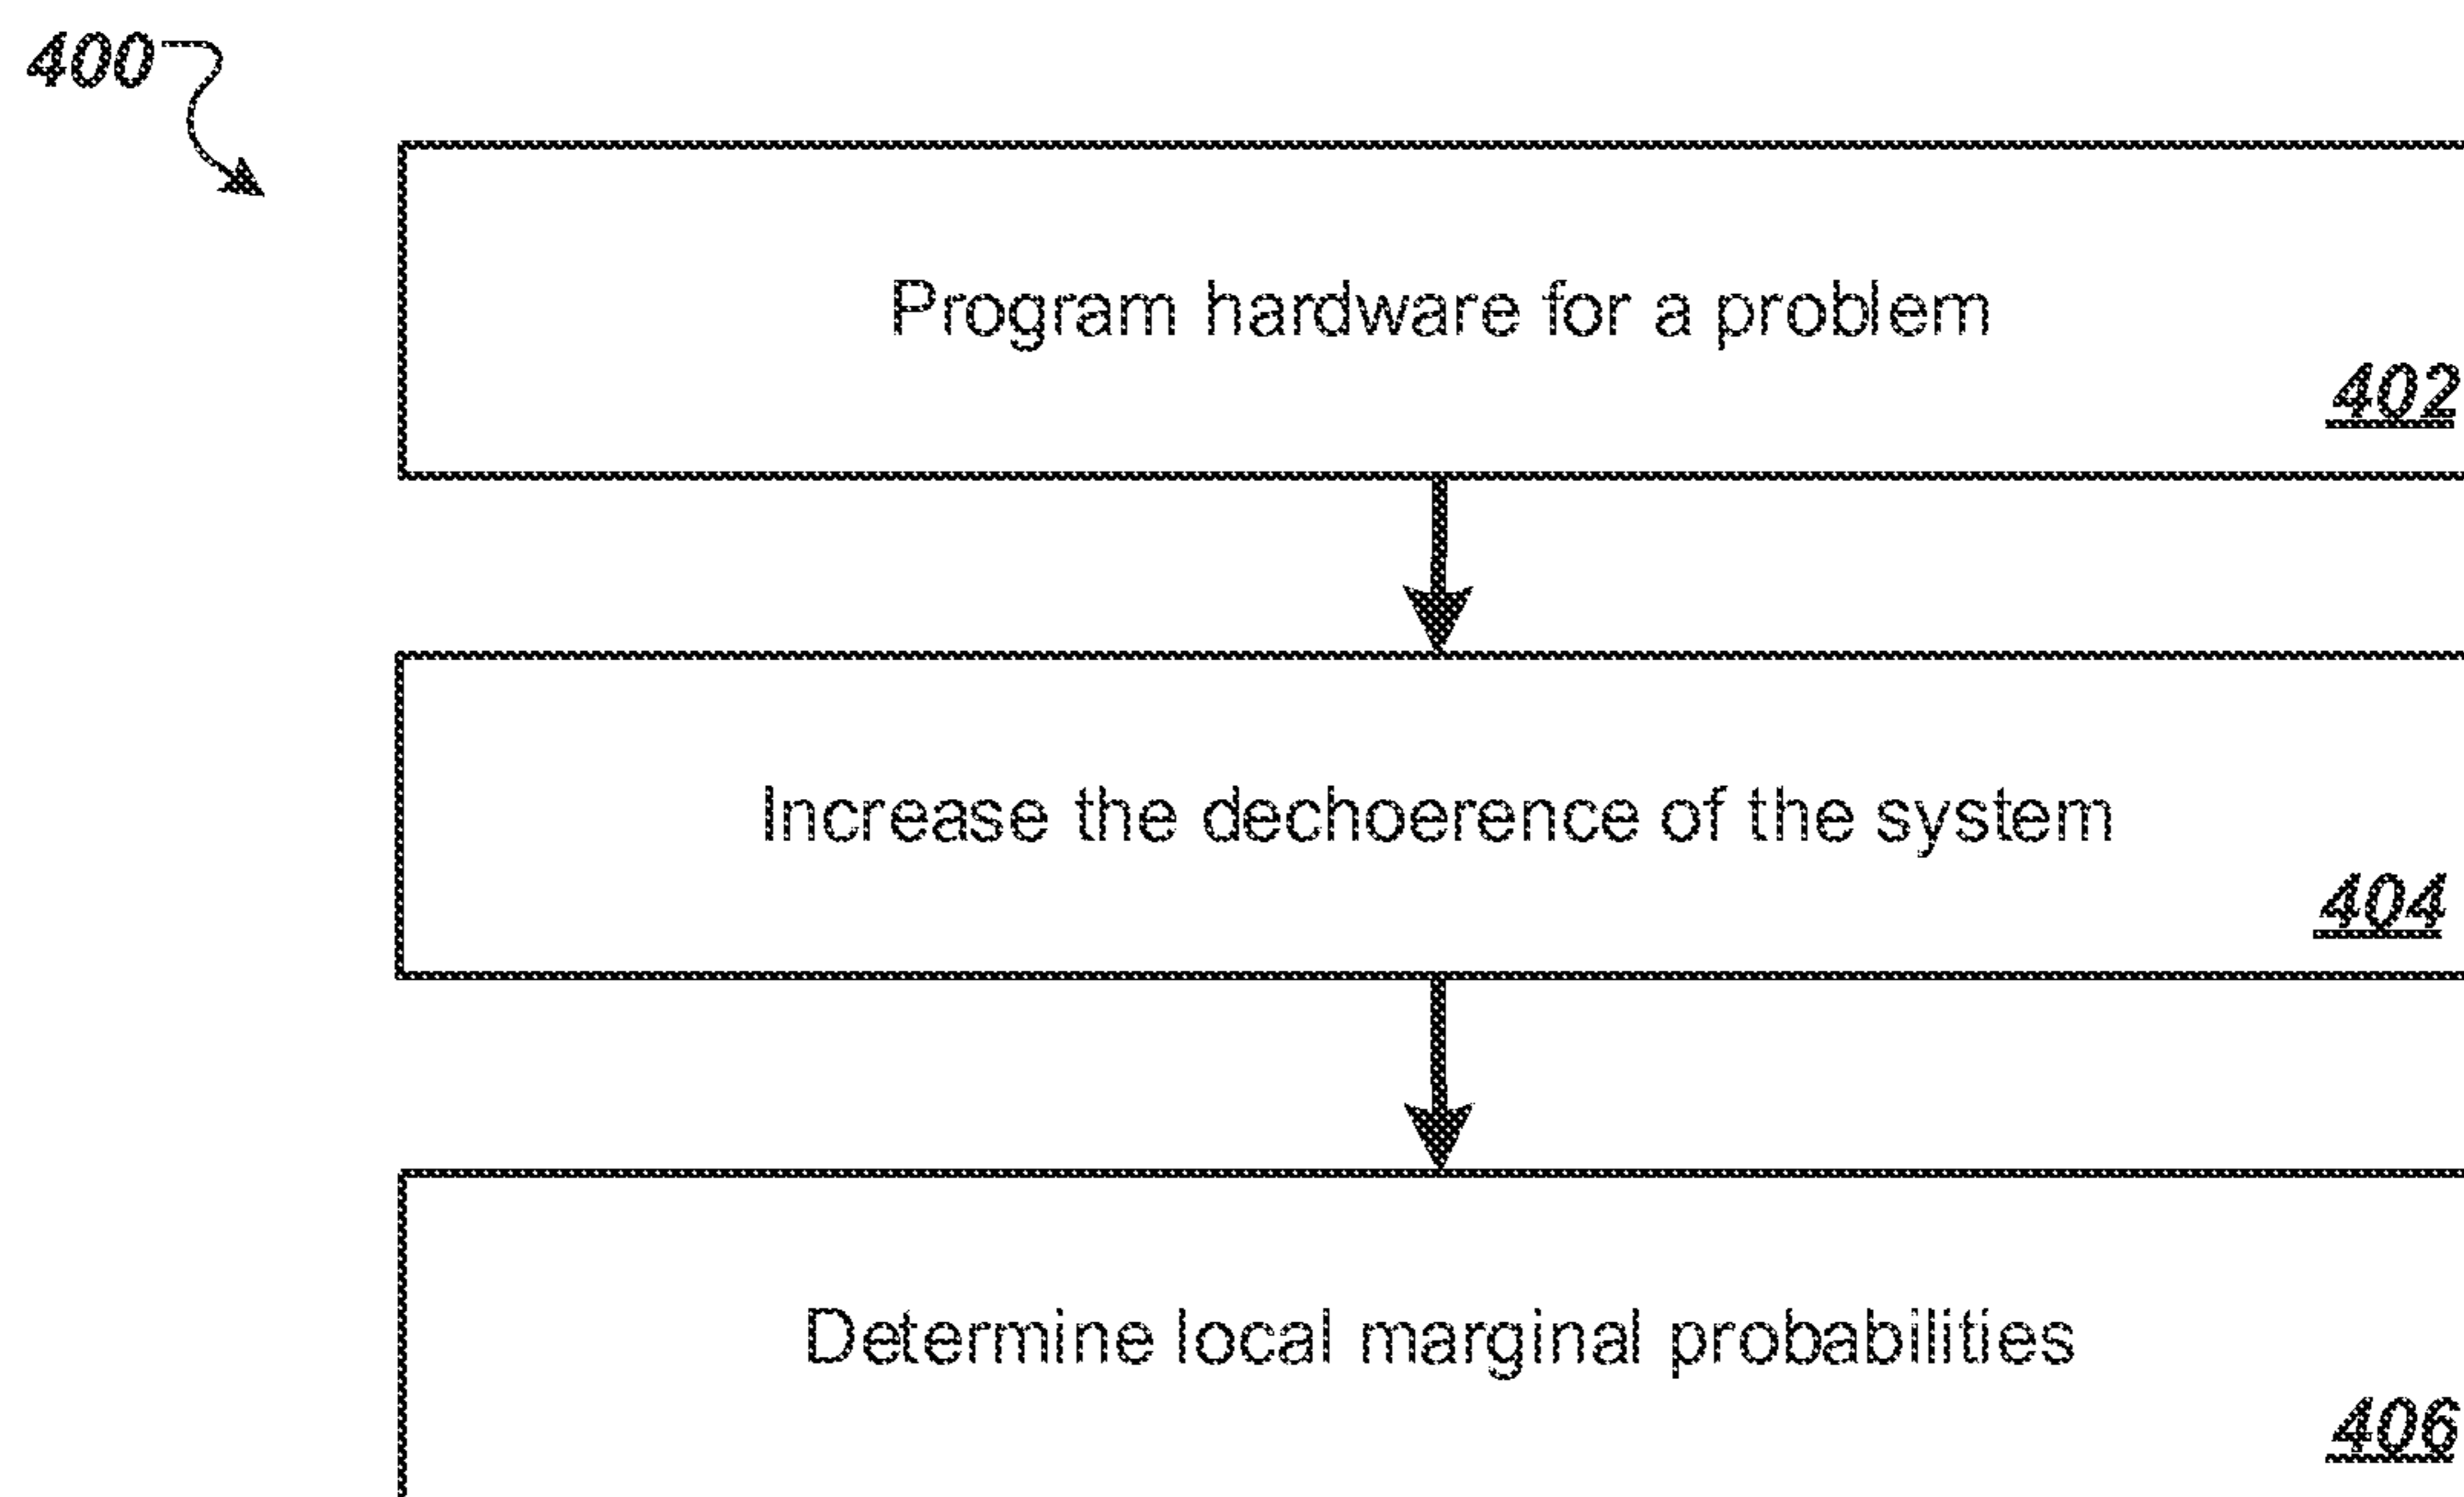 400
Program hardware for a problem
402
Increase the dechoerence of the system
404
Determine local marginal probabilities
406